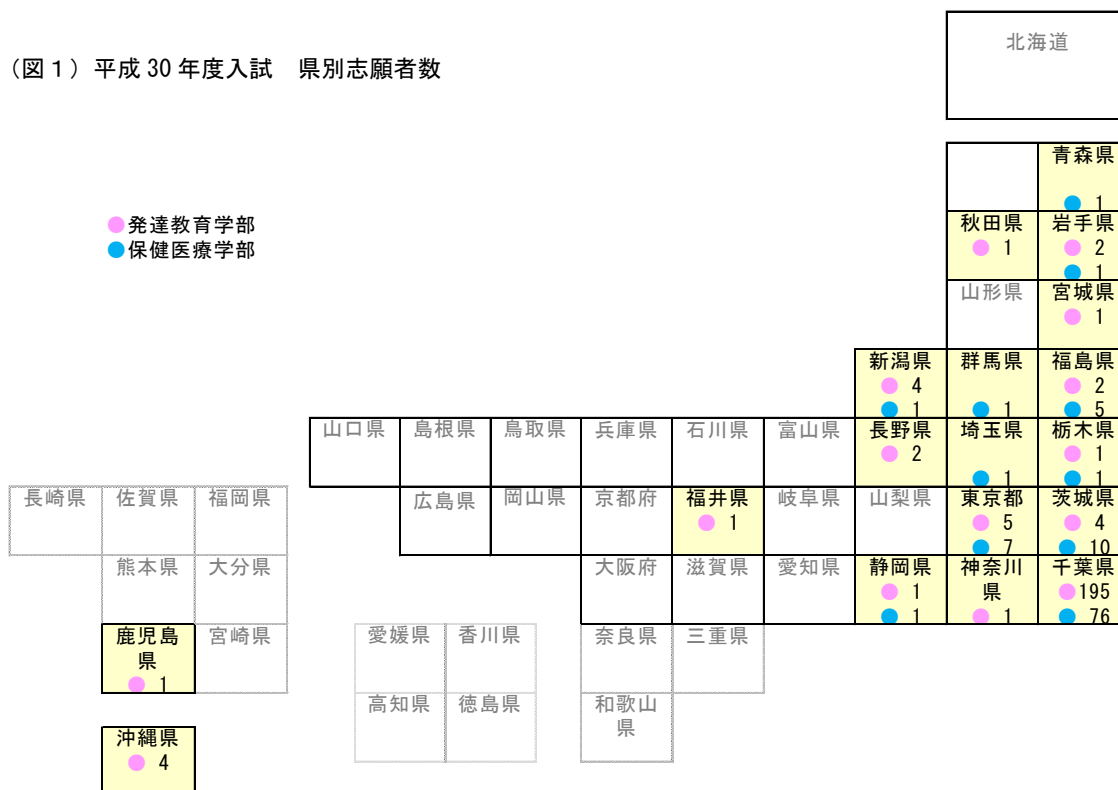 北海道
（図１）平成 30 年度入試　県別志願者数
青森県
● 1
●発達教育学部
●保健医療学部
秋田県
● 1
岩手県
● 2
● 1
山形県
宮城県
● 1
新潟県
● 4
● 1
群馬県
● 1
福島県
● 2
● 5
山口県
島根県
鳥取県
兵庫県
石川県
富山県
長野県
● 2
埼玉県
● 1
栃木県
● 1
● 1
長崎県
佐賀県
福岡県
広島県
岡山県
京都府
福井県
● 1
岐阜県
山梨県
東京都
● 5
● 7
茨城県
● 4
● 10
熊本県
大分県
大阪府
滋賀県
愛知県
静岡県
● 1
● 1
神奈川
県
● 1
千葉県
●195
● 76
鹿児島
県
● 1
宮崎県
愛媛県
香川県
奈良県
三重県
高知県
徳島県
和歌山
県
沖縄県
● 4